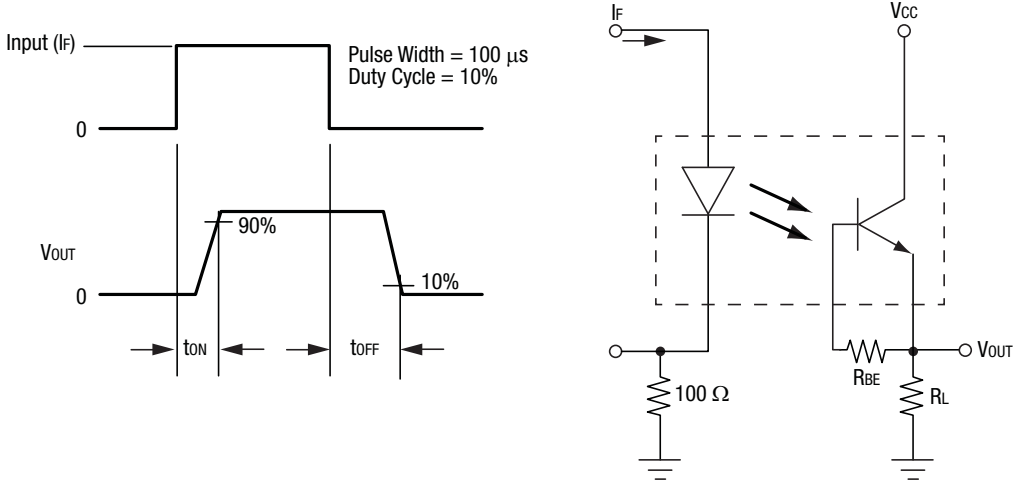 Input (IF)
Pulse Width = 100 μs
Duty Cycle = 10%
0
90%
VOUT
10%
0
tON
tOFF
IF
VCC
VOUT
RBE
100 Ω
RL